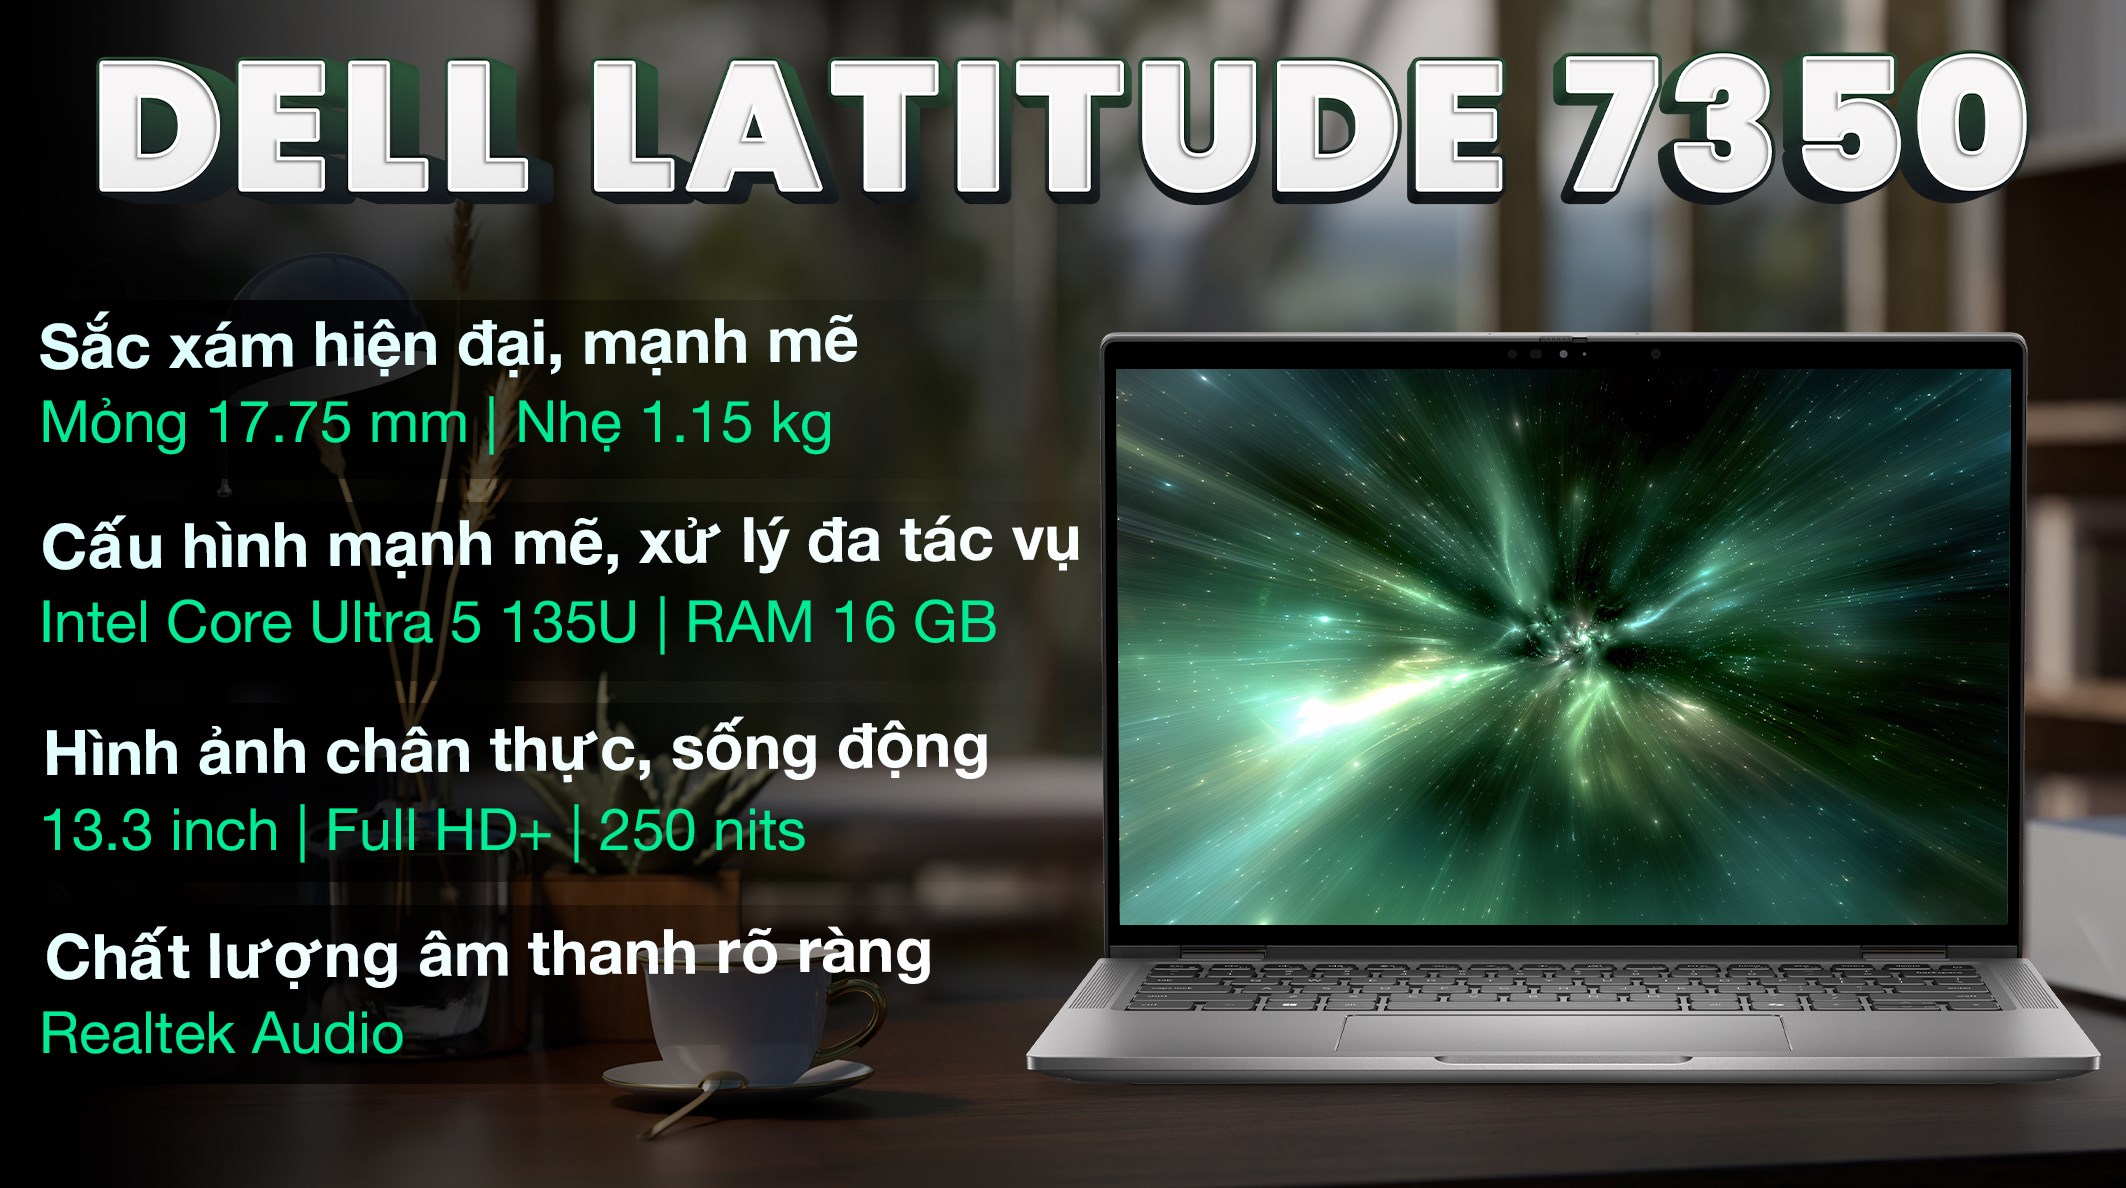 DELL LATITUDE 7350
Sắc xám hiện đại, mạnh mẽ
Mỏng 17.75 mm | Nhẹ 1.15 kg
Cấu hình mạnh mẽ, xử lý đa tác vụ
Intel Core Ultra 5 135U | RAM 16 GB
Hình ảnh chân thực, sống động
13.3 inch | Full HD+ | 250 nits
Chất lượng âm thanh rõ ràng
Realtek Audio